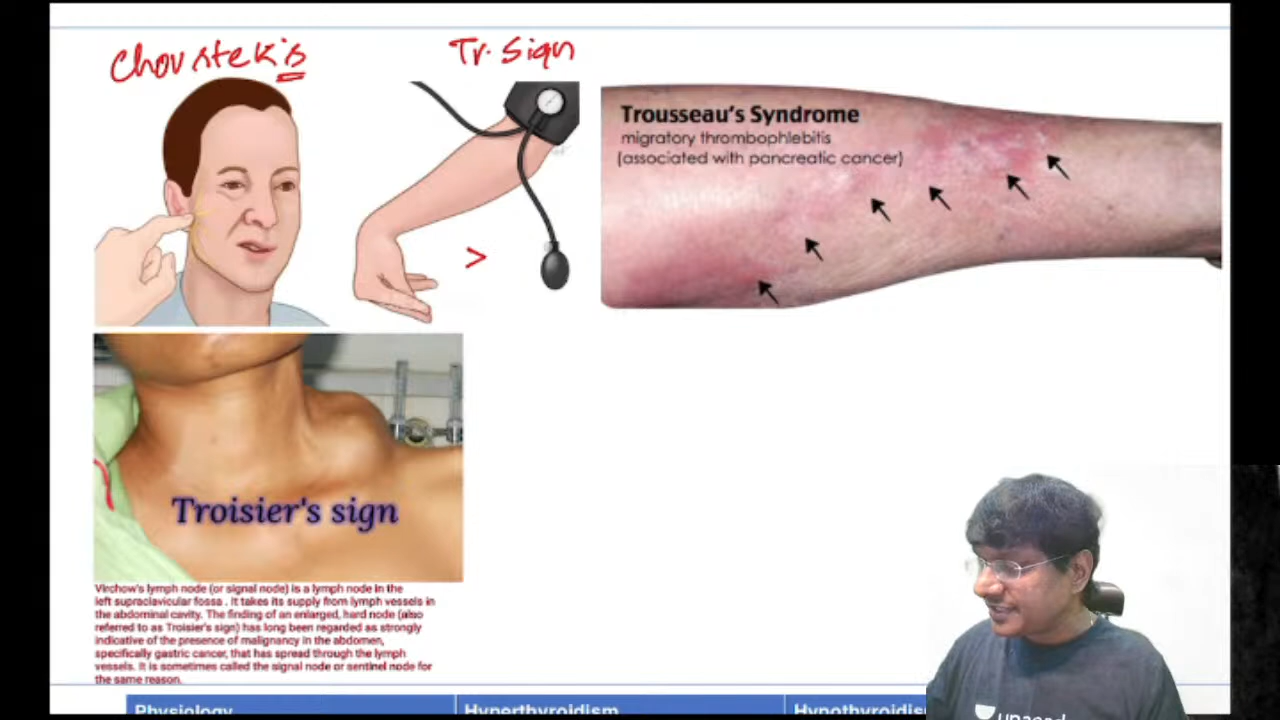 Chovstek's
Tr. Sign
>
Trousseau's Syndrome
migratory thrombophlebitis
(associated with pancreatic cancer)
Troisier's sign
Virchow's lymph node (or signal node) is a lymph node in the
left supraclavicular fossa . It takes its supply from lymph vessels in
the abdominal cavity. The finding of an enlarged, hard node (also
referred to as Troisier's sign) has long been regarded as strongly
indicative of the presence of malignancy in the abdomen,
specifically gastric cancer, that has spread through the lymph
vessels. It is sometimes called the signal node or sentinel node for
the same reason.
Physiology
Hyperthyroidism